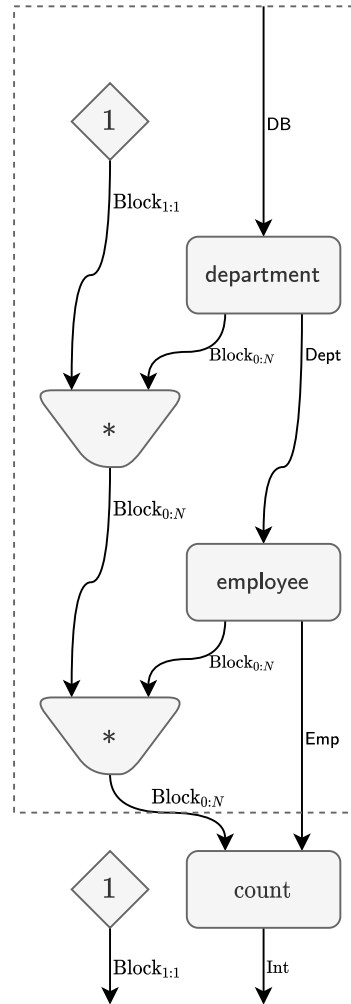 1
DB
Block₁:₁
department
Block₀:N
Dept
*
Block₀:N
employee
Block₀:N
*
Emp
Block₀:N
1
count
Block₁:₁
Int